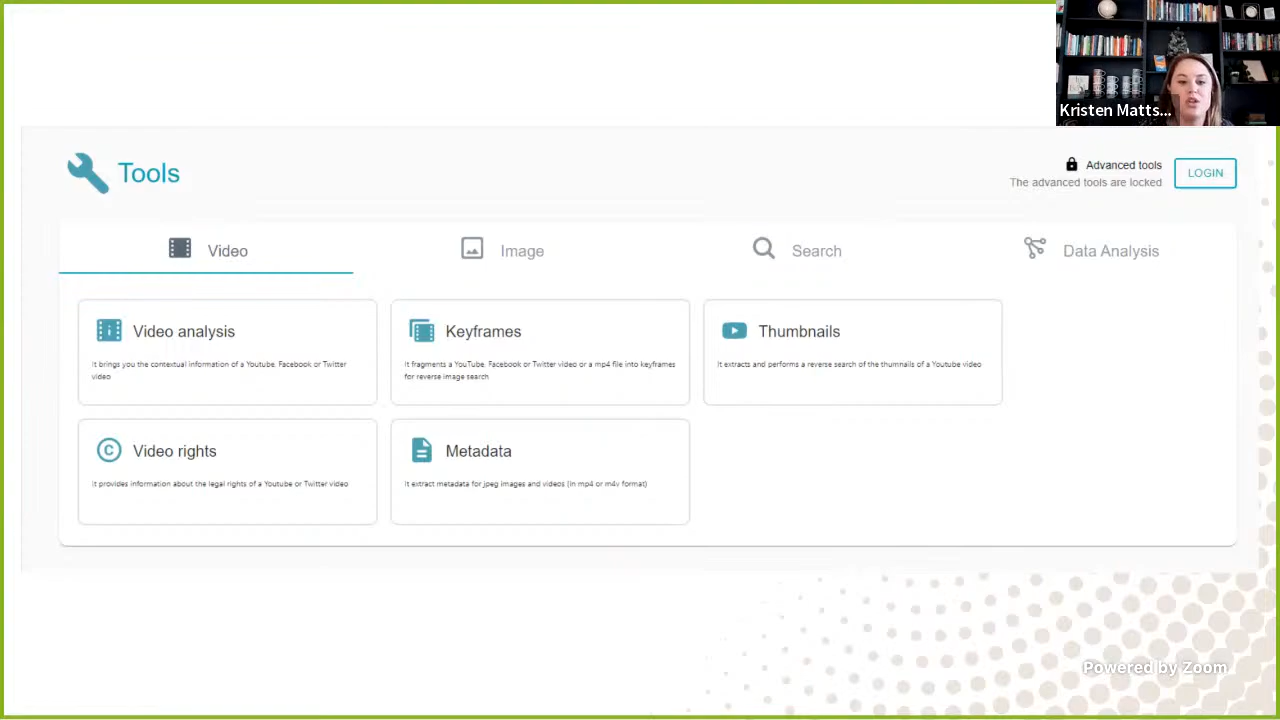 Kristen Matts...
Tools
Advanced tools
The advanced tools are locked
LOGIN
Video
Image
Search
Data Analysis
Video analysis
It brings you the contextual information of a Youtube, Facebook or Twitter
video
Keyframes
It fragments a YouTube, Facebook or Twitter video or a mp4 file into keyframes
for reverse image search
Thumbnails
It extracts and performs a reverse search of the thumnails of a Youtube video
Video rights
It provides information about the legal rights of a Youtube or Twitter video
Metadata
It extract metadata for jpeg images and videos (in mp4 or m4v format)
Powered by Zoom